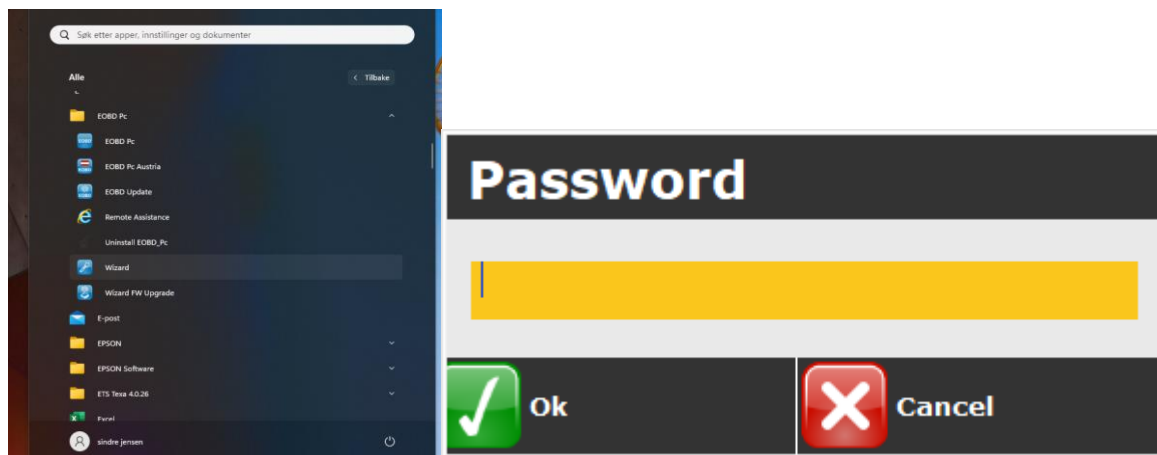 Søk etter apper, innstillinger og dokumenter
Alle
< Tilbake
EOBD Pc
EOBD Pc
EOBD Pc Austria
EOBD Update
Remote Assistance
Uninstall EOBD_Pc
Wizard
Wizard FW Upgrade
E-post
EPSON
EPSON Software
ETS Texa 4.0.26
Excel
sindre jensen
Password
Ok
Cancel